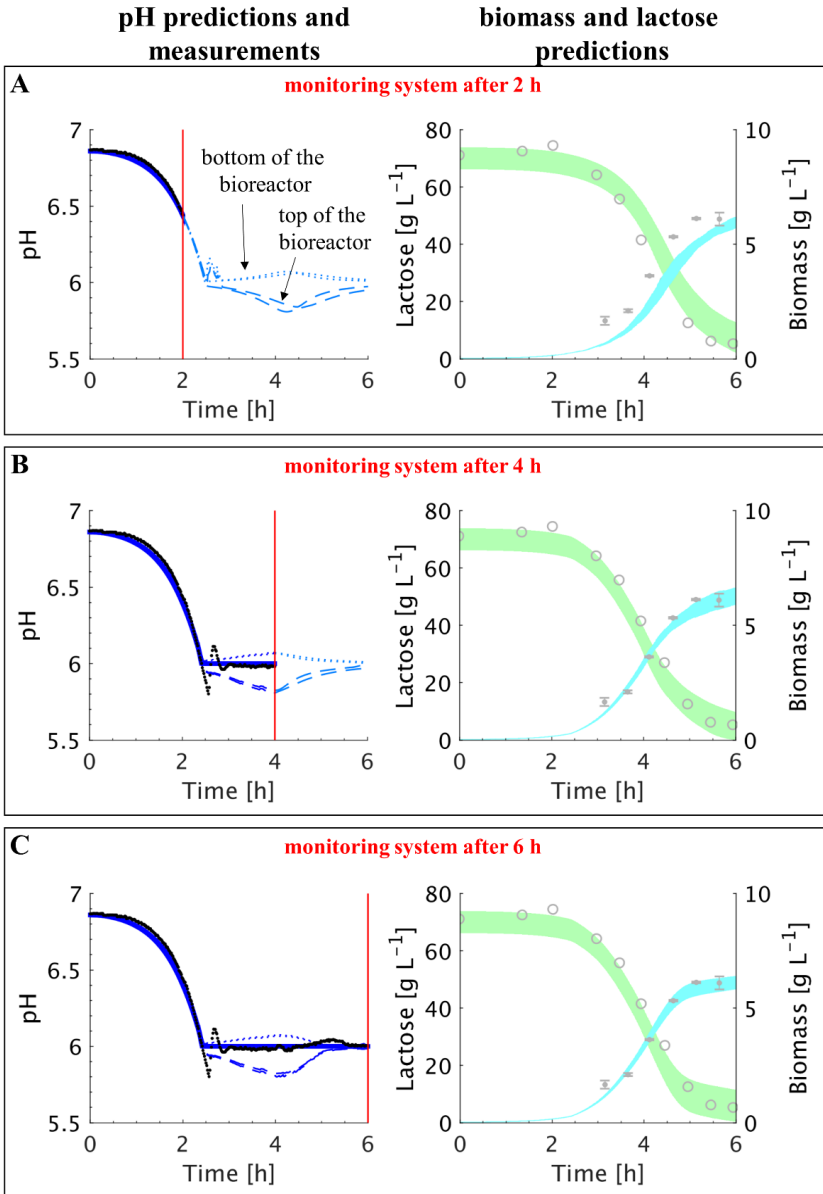 pH predictions and
measurements
biomass and lactose
predictions
A
monitoring system after 2 h
7
6.5
6
5.5
pH
0
2
4
6
Time [h]
bottom of the
bioreactor
top of the
bioreactor
80
60
40
20
0
Lactose [g L⁻¹]
0
2
4
6
Time [h]
10
5
0
Biomass [g L⁻¹]
B
monitoring system after 4 h
7
6.5
6
5.5
pH
0
2
4
6
Time [h]
80
60
40
20
0
Lactose [g L⁻¹]
0
2
4
6
Time [h]
10
5
0
Biomass [g L⁻¹]
C
monitoring system after 6 h
7
6.5
6
5.5
pH
0
2
4
6
Time [h]
80
60
40
20
0
Lactose [g L⁻¹]
0
2
4
6
Time [h]
10
5
0
Biomass [g L⁻¹]